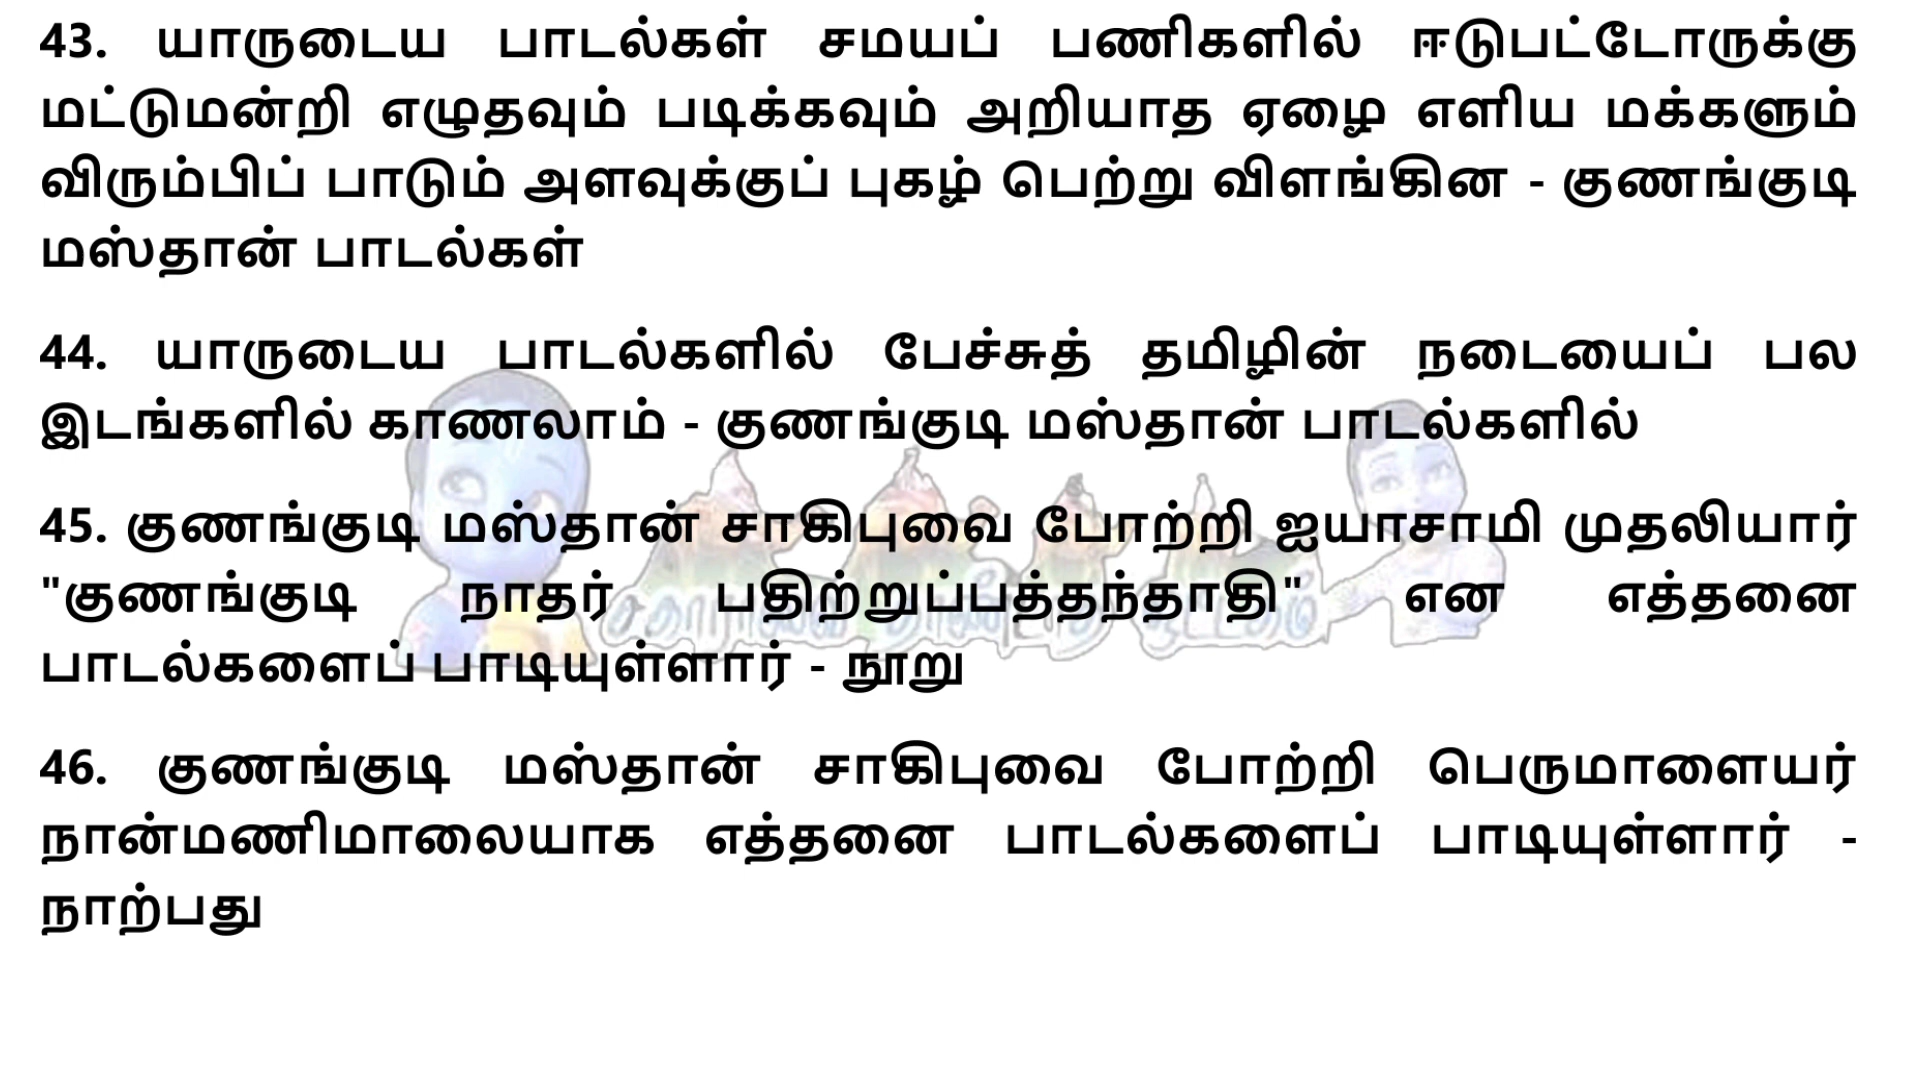 43. யாருடைய பாடல்கள் சமயப் பணிகளில் ஈடுபட்டோருக்கு
மட்டுமன்றி எழுதவும் படிக்கவும் அறியாத ஏழை எளிய மக்களும்
விரும்பிப் பாடும் அளவுக்குப் புகழ் பெற்று விளங்கின - குணங்குடி
மஸ்தான் பாடல்கள்
44. யாருடைய பாடல்களில் பேச்சுத் தமிழின் நடையைப் பல
இடங்களில் காணலாம் - குணங்குடி மஸ்தான் பாடல்களில்
45. குணங்குடி மஸ்தான் சாகிபுவை போற்றி ஐயாசாமி முதலியார்
"குணங்குடி நாதர் பதிற்றுப்பத்தந்தாதி" என எத்தனை
பாடல்களைப் பாடியுள்ளார் - நூறு
46. குணங்குடி மஸ்தான் சாகிபுவை போற்றி பெருமாளையர்
நான்மணிமாலையாக எத்தனை பாடல்களைப் பாடியுள்ளார் -
நாற்பது